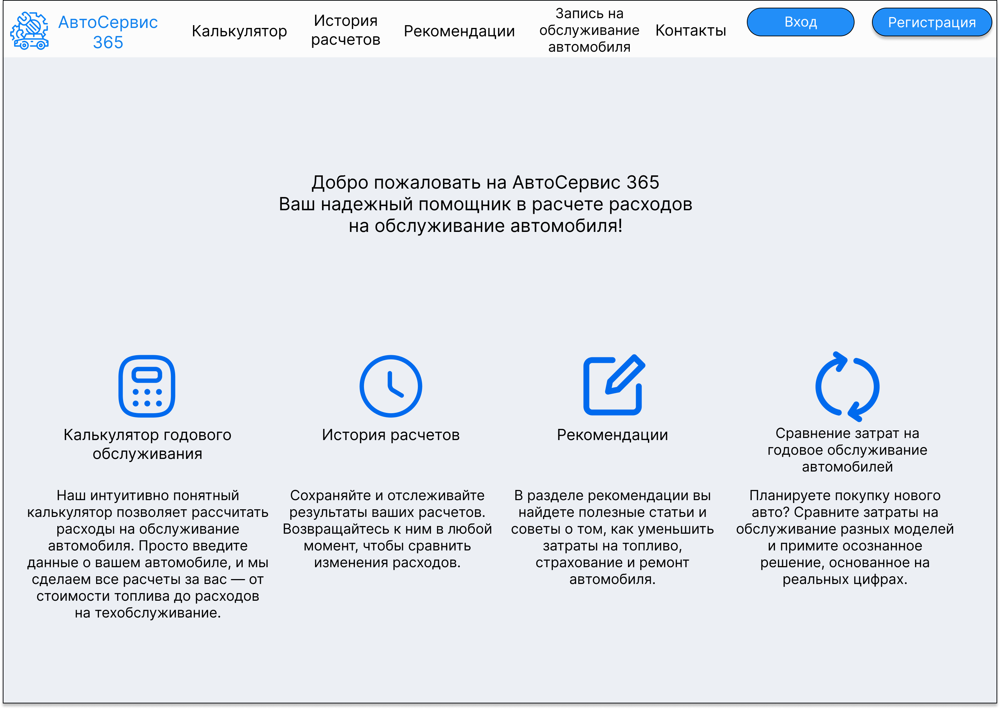 АвтоСервис
365
Калькулятор
История
расчетов
Рекомендации
Запись на
обслуживание
автомобиля
Контакты
Вход
Регистрация
Добро пожаловать на АвтоСервис 365
Ваш надежный помощник в расчете расходов
на обслуживание автомобиля!
Калькулятор годового
обслуживания
Наш интуитивно понятный
калькулятор позволяет рассчитать
расходы на обслуживание
автомобиля. Просто введите
данные о вашем автомобиле, и мы
сделаем все расчеты за вас — от
стоимости топлива до расходов
на техобслуживание.
История расчетов
Сохраняйте и отслеживайте
результаты ваших расчетов.
Возвращайтесь к ним в любой
момент, чтобы сравнить
изменения расходов.
Рекомендации
В разделе рекомендации вы
найдете полезные статьи и
советы о том, как уменьшить
затраты на топливо,
страхование и ремонт
автомобиля.
Сравнение затрат на
годовое обслуживание
автомобилей
Планируете покупку нового
авто? Сравните затраты на
обслуживание разных моделей
и примите осознанное
решение, основанное на
реальных цифрах.